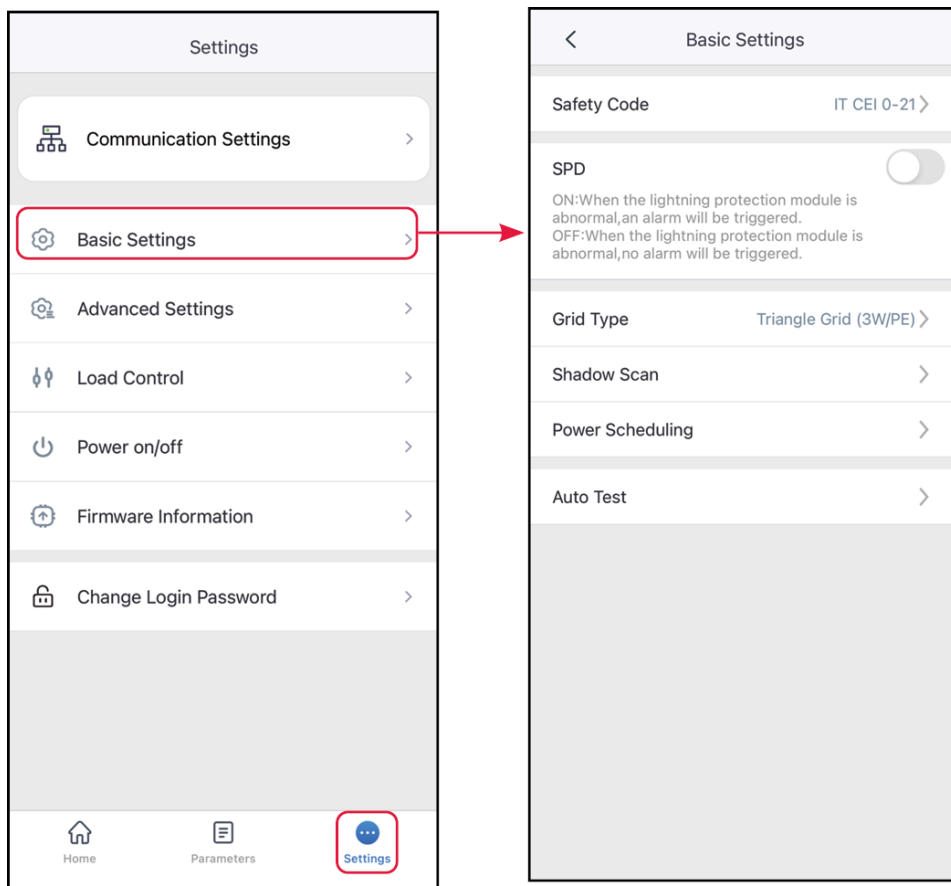 Settings
Communication Settings
Basic Settings
Advanced Settings
Load Control
Power on/off
Firmware Information
Change Login Password
Home
Parameters
Settings
Basic Settings
Safety Code
IT CEI 0-21
SPD
ON:When the lightning protection module is
abnormal,an alarm will be triggered.
OFF:When the lightning protection module is
abnormal,no alarm will be triggered.
Grid Type
Triangle Grid (3W/PE)
Shadow Scan
Power Scheduling
Auto Test